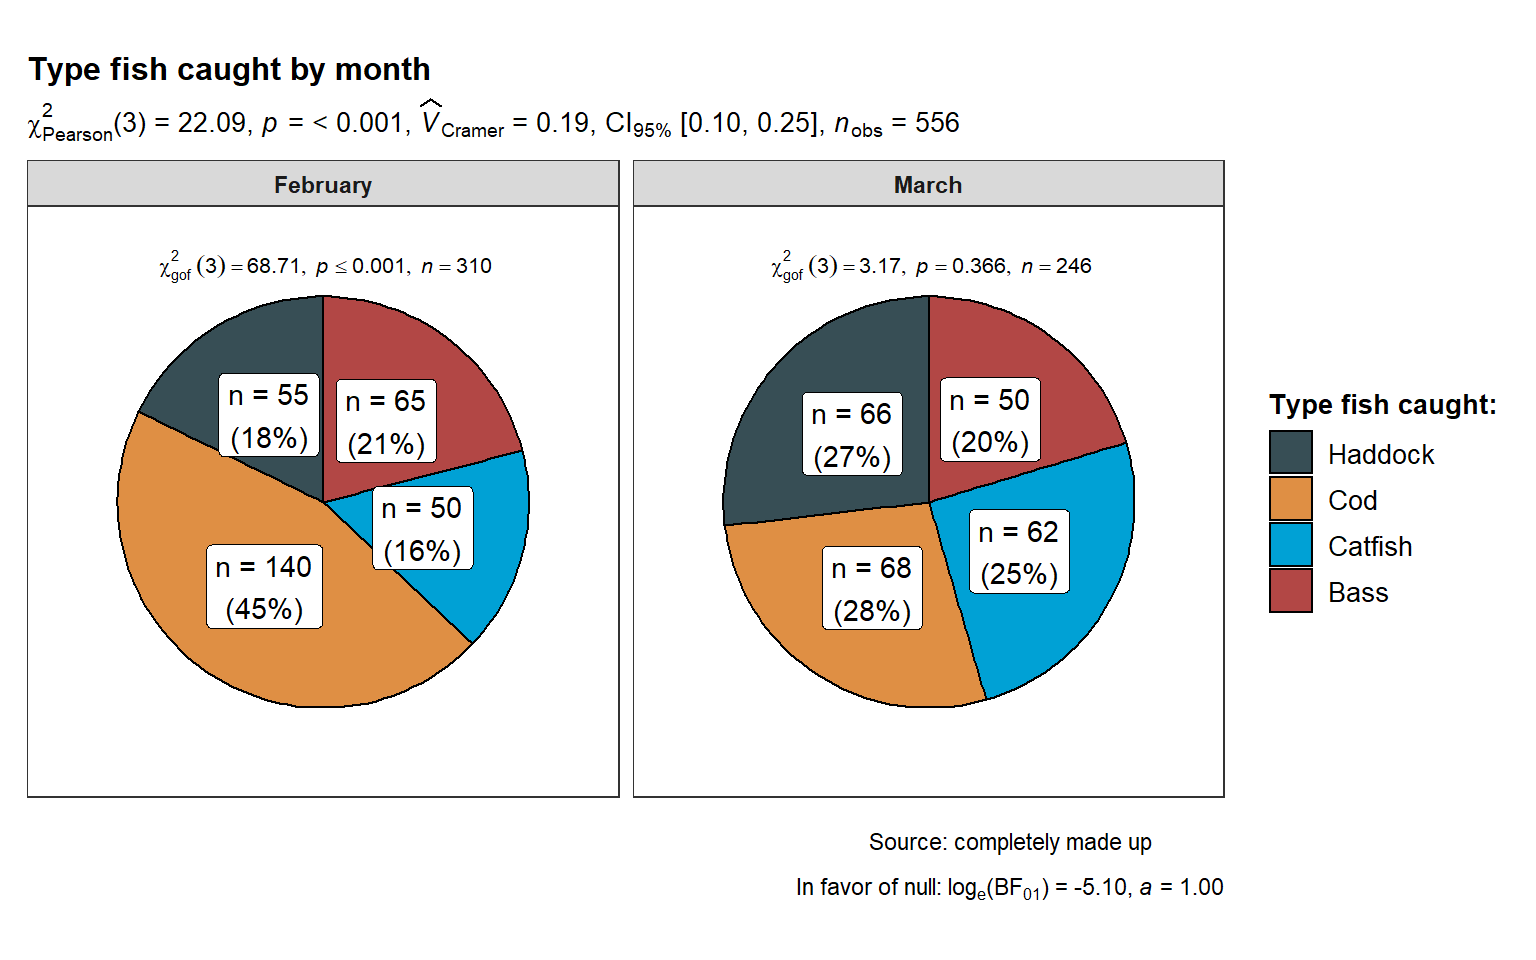 Type fish caught by month
χ²Pearson(3) = 22.09, p = < 0.001, V̂Cramer = 0.19, CI95% [0.10, 0.25], nobs = 556
February
March
χ²gof (3) = 68.71, p ≤ 0.001, n = 310
χ²gof (3) = 3.17, p = 0.366, n = 246
n = 55
(18%)
n = 65
(21%)
n = 50
(16%)
n = 140
(45%)
n = 66
(27%)
n = 50
(20%)
n = 62
(25%)
n = 68
(28%)
Type fish caught:
Haddock
Cod
Catfish
Bass
Source: completely made up
In favor of null: loge(BF01) = -5.10, a = 1.00